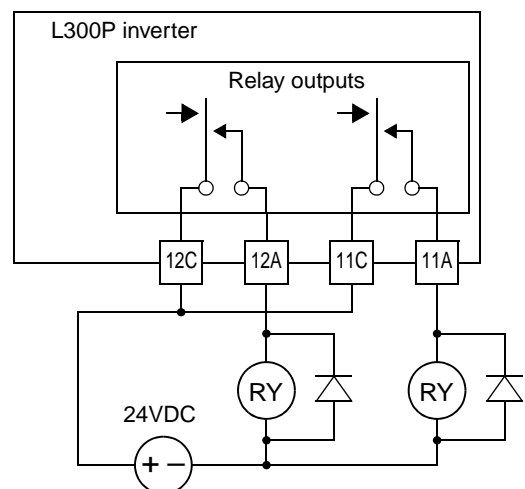 L300P inverter
Relay outputs
12C 12A 11C 11A
RY RY
24VDC
+ −